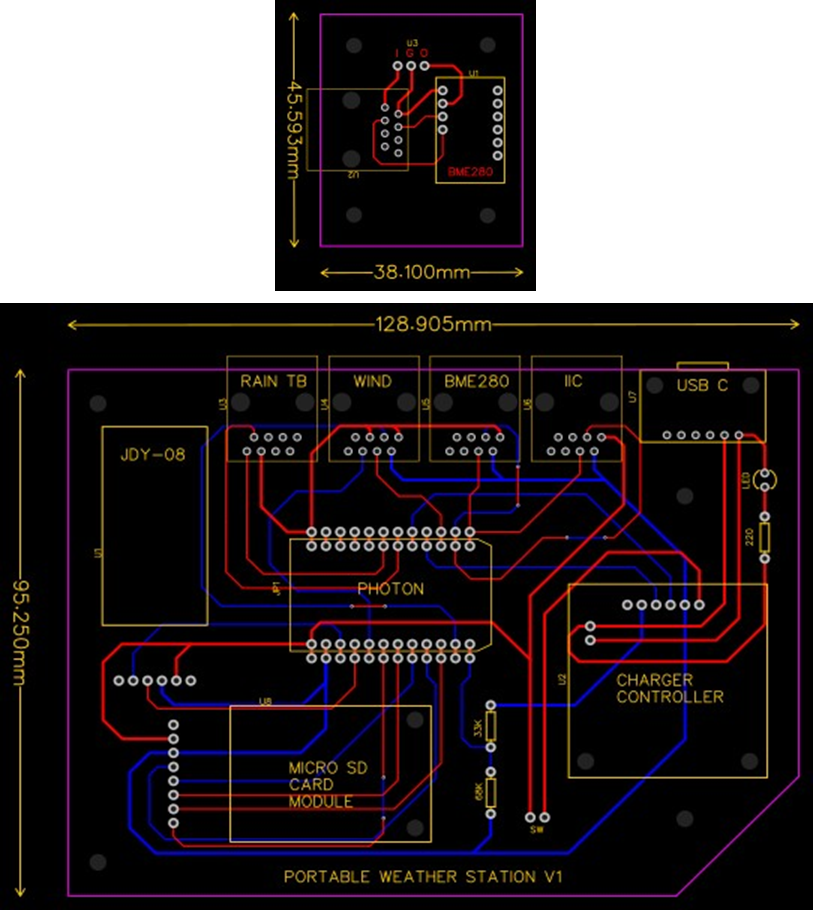 U3
I G O
U1
45.593mm
U2
BME280
38.100mm
128.905mm
RAIN TB
WIND
BME280
IIC
USB C
U3
U4
U5
U6
U7
JDY-08
LED
220
U1
JP1
PHOTON
95.250mm
U2
CHARGER
CONTROLLER
U8
33K
MICRO SD
CARD
MODULE
68K
SW
PORTABLE WEATHER STATION V1